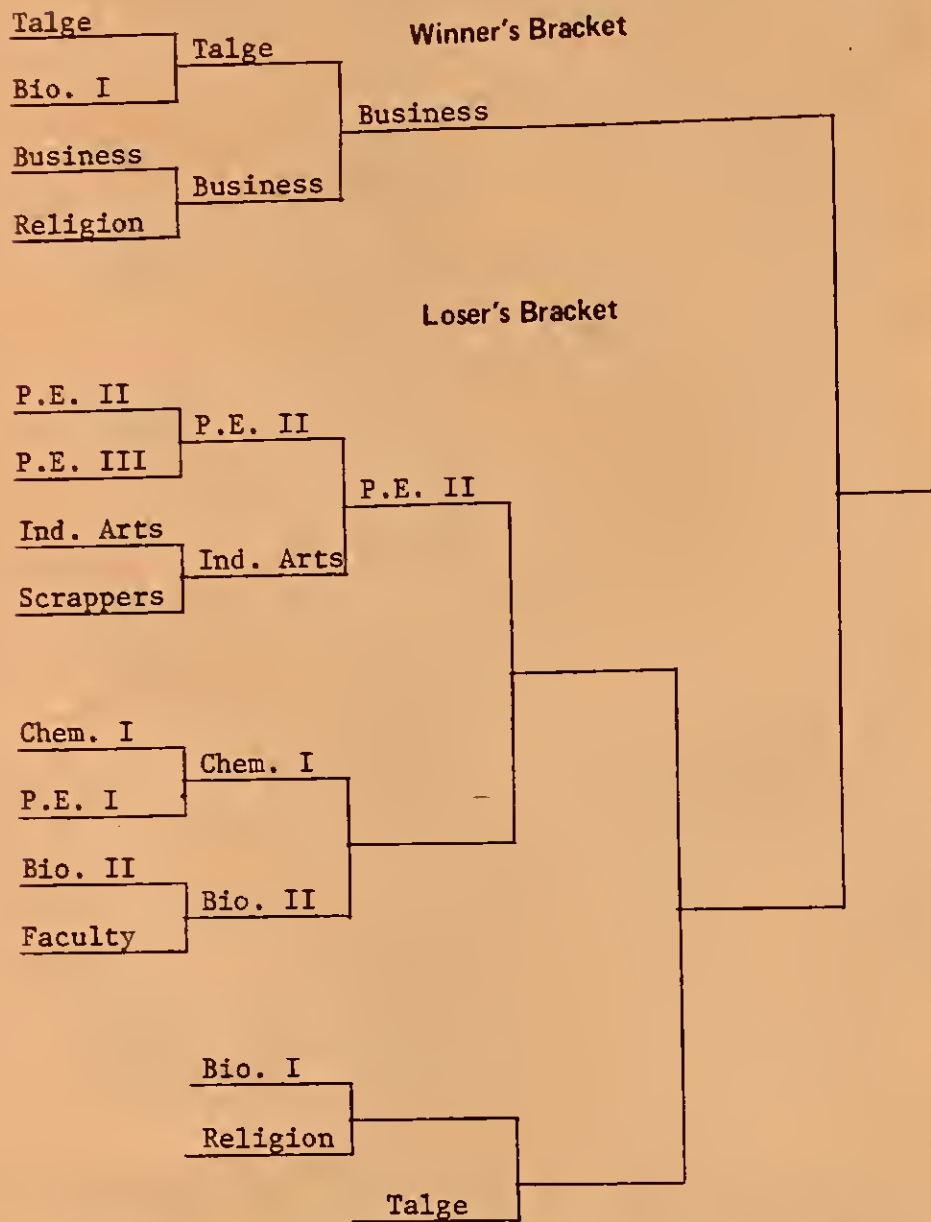 Winner's Bracket
Talge
Talge
Bio. I
Business
Business
Business
Religion
Loser's Bracket
P.E. II
P.E. II
P.E. III
P.E. II
Ind. Arts
Ind. Arts
Scrappers
Chem. I
Chem. I
P.E. I
Bio. II
Bio. II
Faculty
Bio. I
Religion
Talge